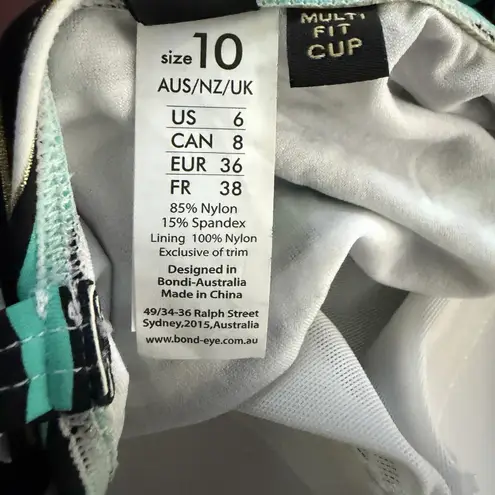 MULTI
FIT
CUP
size 10
AUS/NZ/UK
US 6
CAN 8
EUR 36
FR 38
85% Nylon
15% Spandex
Lining 100% Nylon
Exclusive of trim
Designed in
Bondi-Australia
Made in China
49/34-36 Ralph Street
Sydney,2015,Australia
www.bond-eye.com